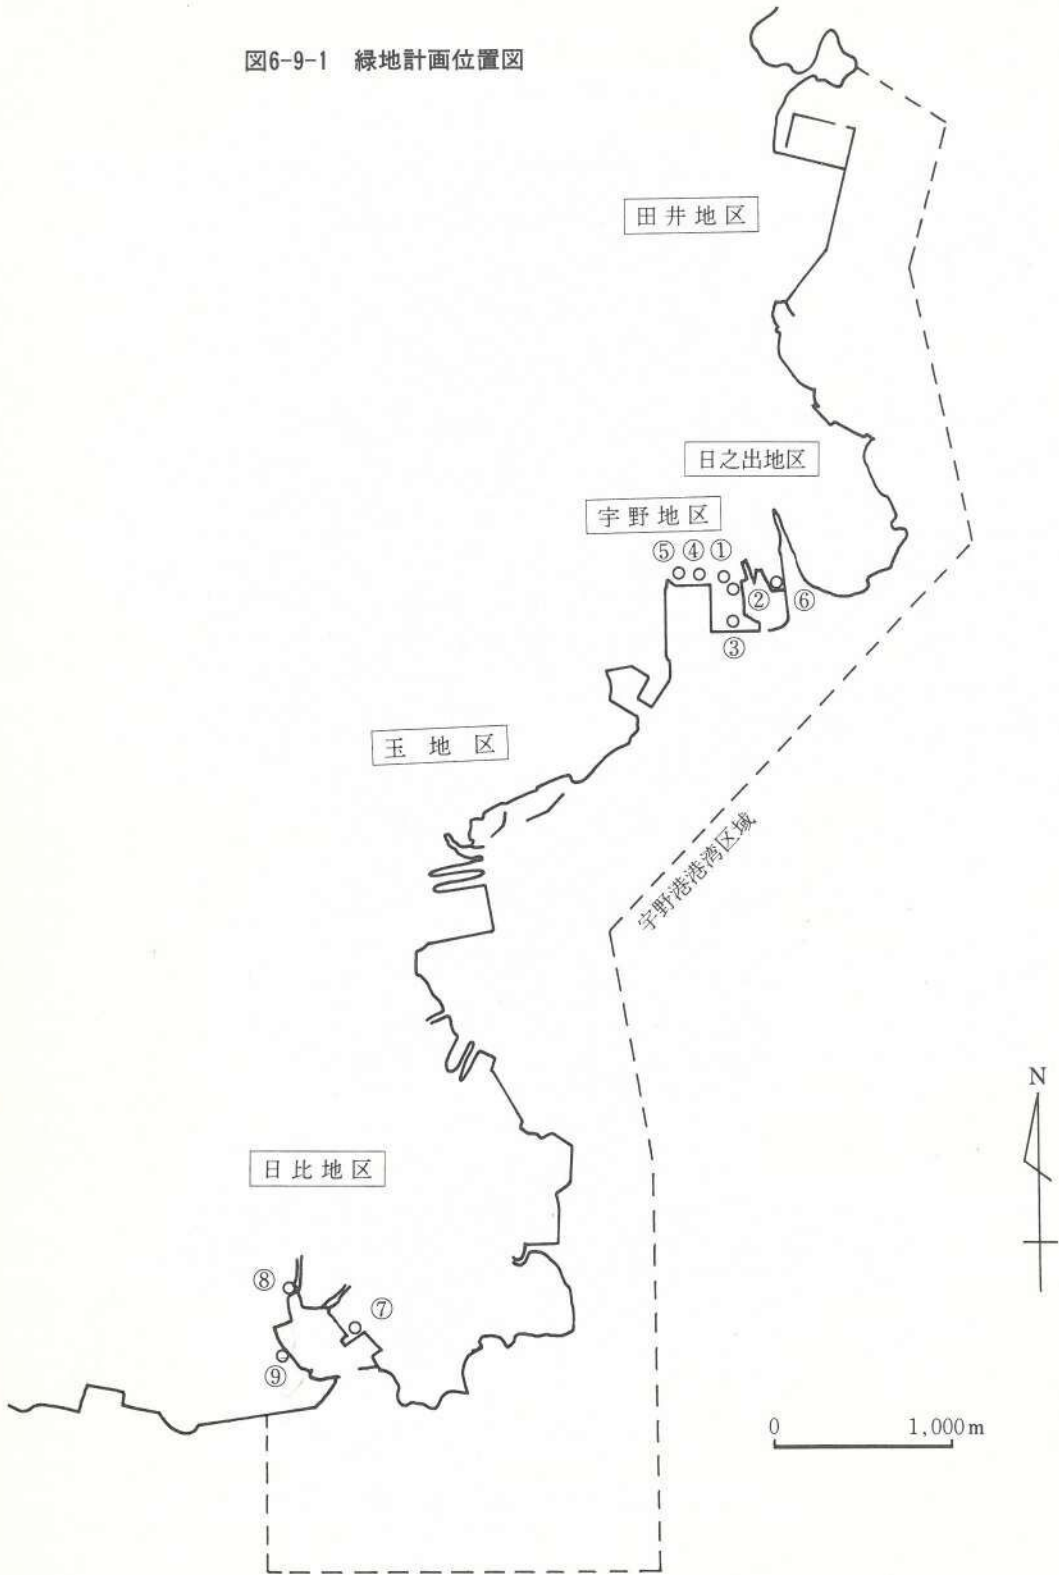 図6-9-1 緑地計画位置図
田井地区
日之出地区
宇野地区
⑤ ④ ①
② ⑥
③
玉地区
宇野港港湾区域
N
日比地区
⑧
⑦
⑨
0 1,000m